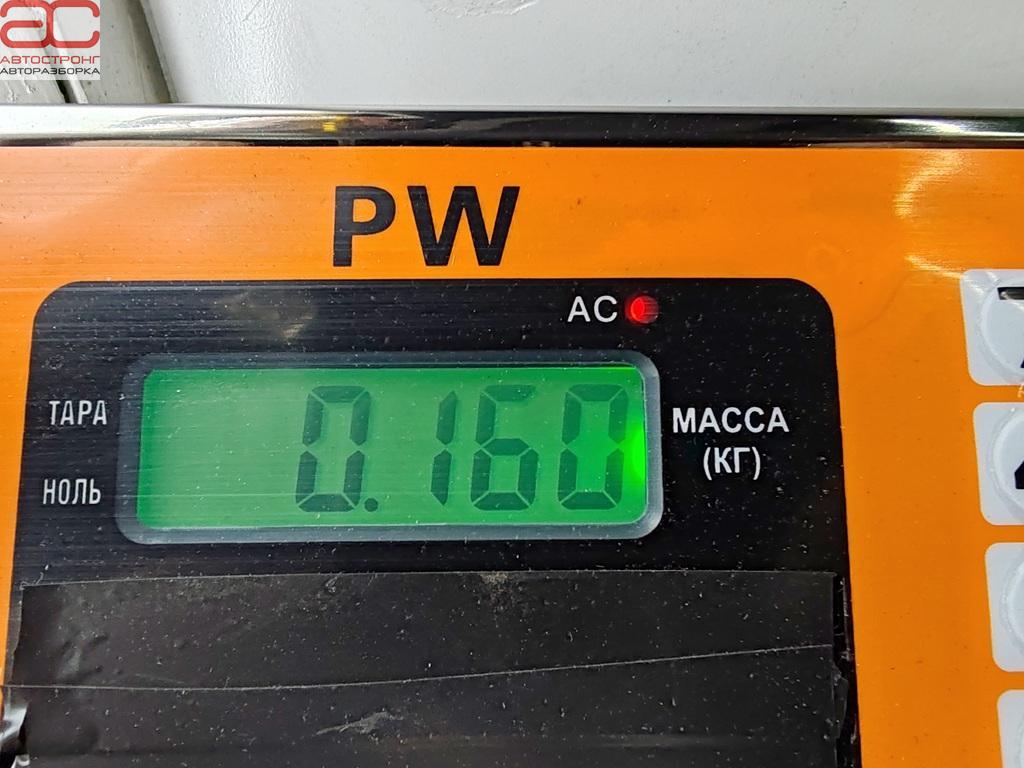 ас
АВТОСТРОНГ
АВТОРАЗБОРКА
PW
AC
ТАРА
0.160
МАССА
(КГ)
НОЛЬ